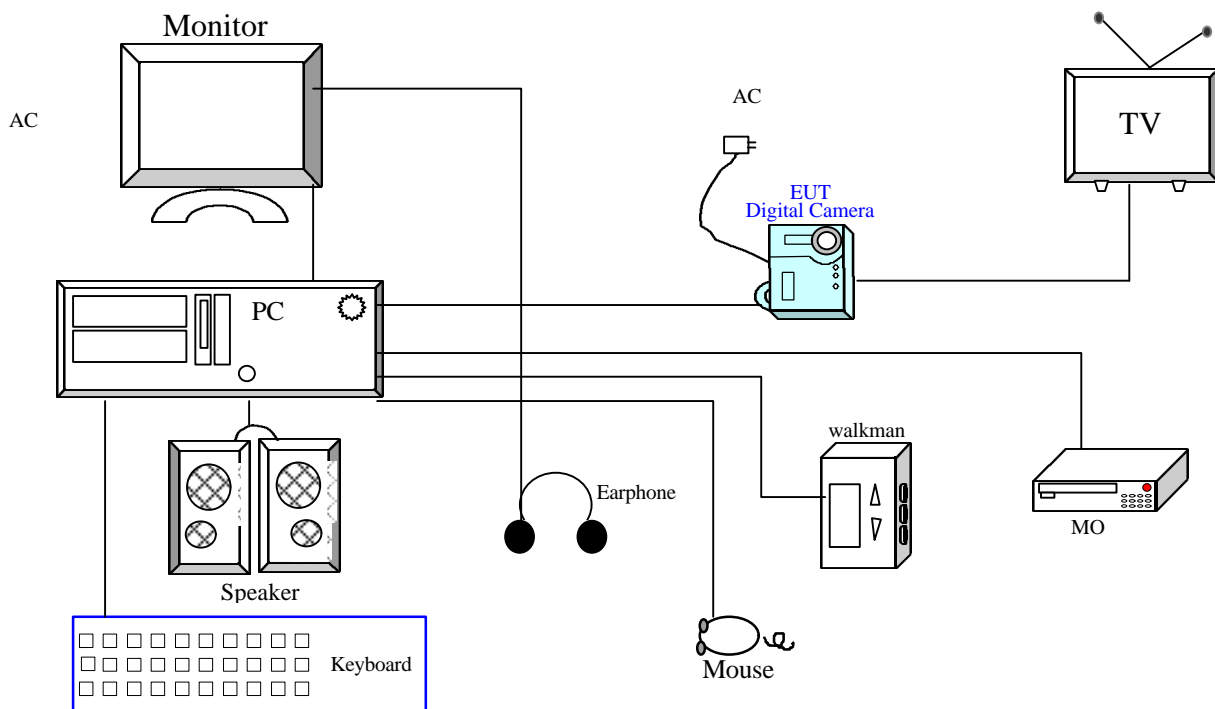 Monitor
AC
AC
TV
EUT
Digital Camera
PC
walkman
Earphone
MO
Speaker
Keyboard
Mouse